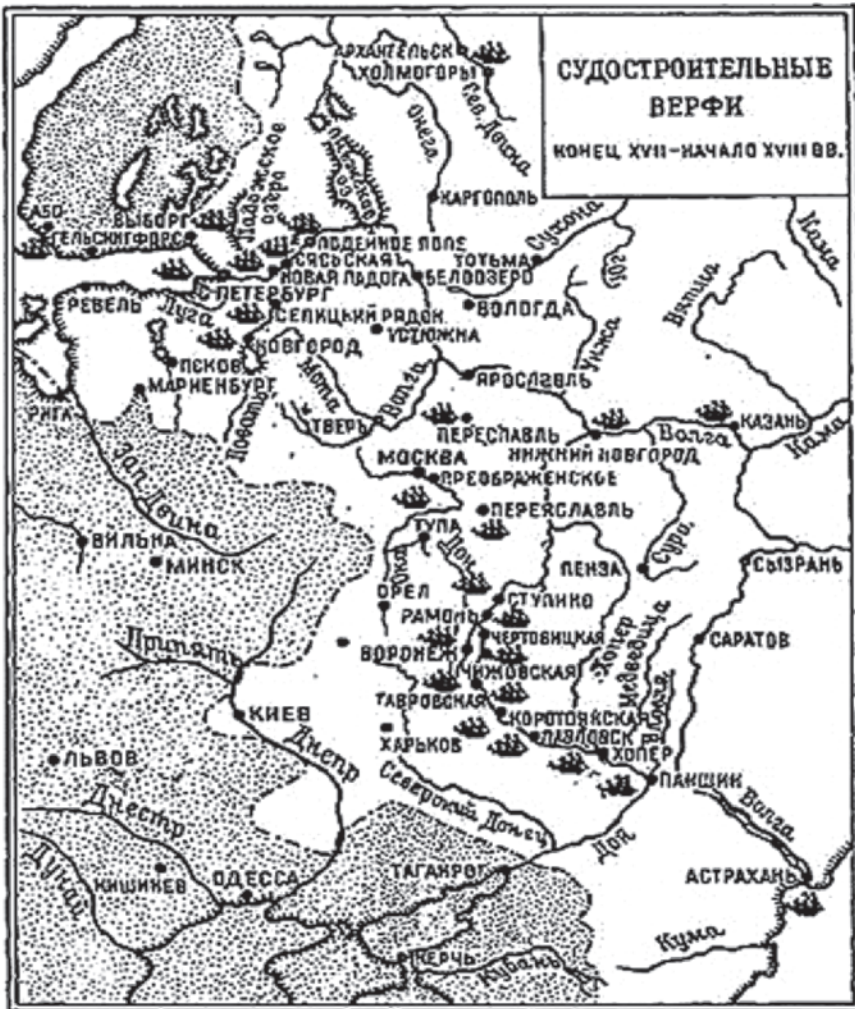 СУДОСТРОИТЕЛЬНЫЕ
ВЕРФИ
КОНЕЦ XVII–НАЧАЛО XVIII ВВ.
АРХАНГЕЛЬСК
ХОЛМОГОРЫ
Сев. Двина
Онега
Ладожское
озеро
Онежское
оз.
КАРГОПОЛЬ
Сухона
Кама
АБО
ВЫБОРГ
ГЕЛЬСИНГФОРС
ЛОДЕЙНОЕ ПОЛЕ
СЯСЬСКАЯ
ТОТЬМА
Юг
Вятка
НОВАЯ ЛАДОГА
БЕЛООЗЕРО
С ПЕТЕРБУРГ
РЕВЕЛЬ
Луга
СЕЛИЦКИЙ РЯДОК
ВОЛОГДА
УСТЮЖНА
Унжа
НОВГОРОД
ПСКОВ
МАРИЕНБУРГ
Мста
Волга
ЯРОСЛАВЛЬ
РИГА
Ловать
ТВЕРЬ
ПЕРЕСЛАВЛЬ
КАЗАНЬ
Волга
Кама
НИЖНИЙ НОВГОРОД
МОСКВА
ПРЕОБРАЖЕНСКОЕ
Зап. Двина
ПЕРЕЯСЛАВЛЬ
ТУЛА
ВИЛЬНА
Дон
Сура
МИНСК
Ока
ПЕНЗА
СЫЗРАНЬ
ОРЕЛ
СТУПИНО
РАМОНЬ
Припять
ЧЕРТОВИЦКАЯ
Хопер
Медведица
САРАТОВ
ВОРОНЕЖ
ЧИЖОВСКАЯ
ТАВРОВСКАЯ
КИЕВ
КОРОТОЯКСКАЯ
ХАРЬКОВ
ПАВЛОВСК
Днепр
ХОПЕР
ЛЬВОВ
ПАНШИН
Северский Донец
Волга
Днестр
Дон
Дунай
ТАГАНРОГ
КИШИНЕВ
ОДЕССА
АСТРАХАНЬ
КЕРЧЬ
Кубань
Кума